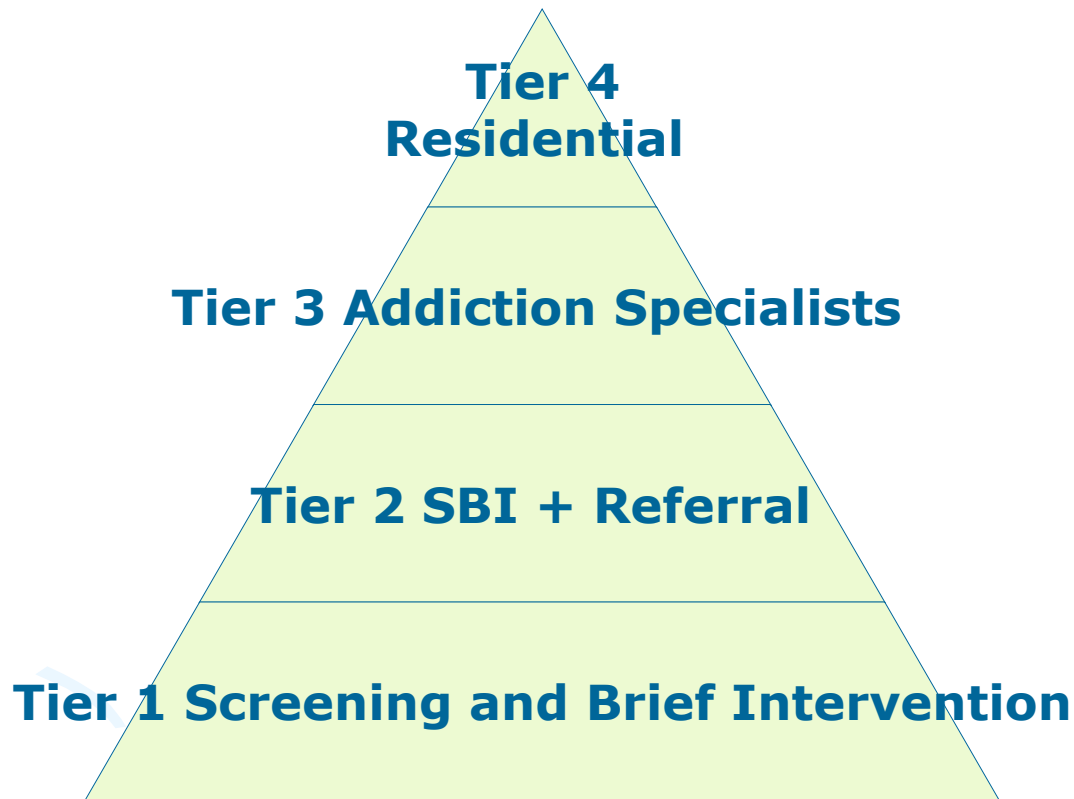 Tier 4
Residential
Tier 3 Addiction Specialists
Tier 2 SBI + Referral
Tier 1 Screening and Brief Intervention